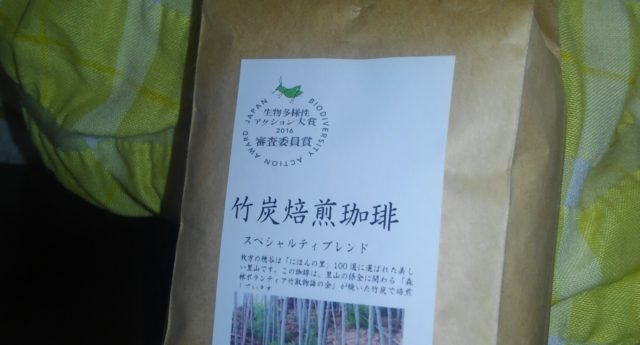 JAPAN BIODIVERSITY ACTION AWARD
生物多様性
アクション大賞
2016
審査委員賞
竹炭焙煎珈琲
スペシャルティブレンド
枚方の穂谷は「にほんの里」100選に選ばれた美し
い里山です。この珈琲は、里山の保全に関わる「森
林ボランティア竹取物語の会」が焼いた竹炭で焙煎
しています